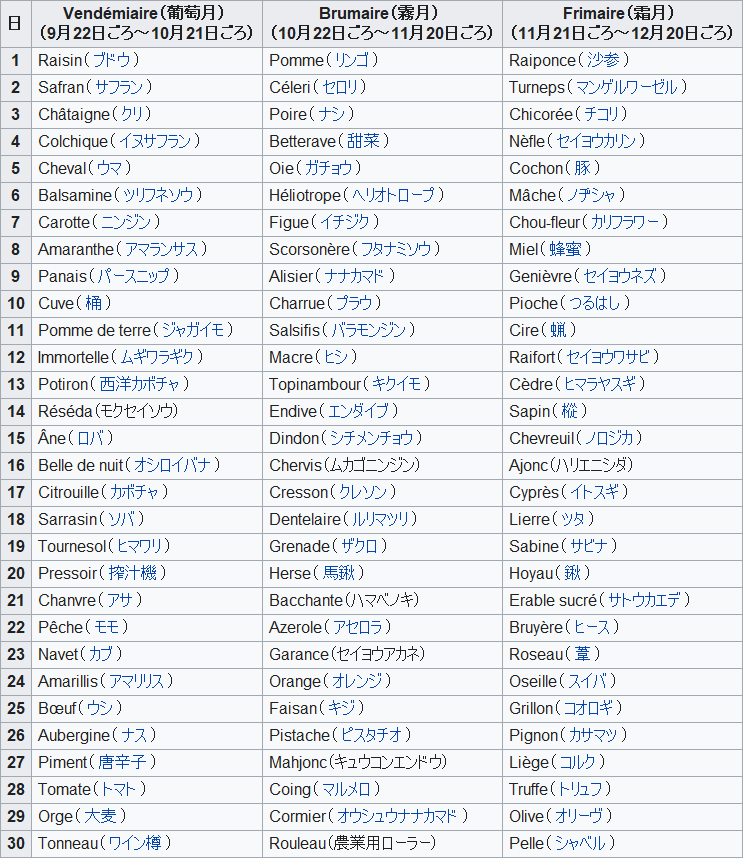 日 Vendémiaire（葡萄月） Brumaire（霧月） Frimaire（霜月）
（9月22日ごろ～10月21日ごろ） （10月22日ごろ～11月20日ごろ） （11月21日ごろ～12月20日ごろ）
1 Raisin（ブドウ） Pomme（リンゴ） Raiponce（沙参）
2 Safran（サフラン） Céleri（セロリ） Turneps（マンゲルワーゼル）
3 Châtaigne（クリ） Poire（ナシ） Chicorée（チコリ）
4 Colchique（イヌサフラン） Betterave（甜菜） Nèfle（セイヨウカリン）
5 Cheval（ウマ） Oie（ガチョウ） Cochon（豚）
6 Balsamine（ツリフネソウ） Héliotrope（ヘリオトロープ） Mâche（ノヂシャ）
7 Carotte（ニンジン） Figue（イチジク） Chou-fleur（カリフラワー）
8 Amaranthe（アマランサス） Scorsonère（フタナミソウ） Miel（蜂蜜）
9 Panais（パースニップ） Alisier（ナナカマド） Genièvre（セイヨウネズ）
10 Cuve（桶） Charrue（プラウ） Pioche（つるはし）
11 Pomme de terre（ジャガイモ） Salsifis（バラモンジン） Cire（蝋）
12 Immortelle（ムギワラギク） Macre（ヒシ） Raifort（セイヨウワサビ）
13 Potiron（西洋カボチャ） Topinambour（キクイモ） Cèdre（ヒマラヤスギ）
14 Réséda(モクセイソウ) Endive（エンダイブ） Sapin（樅）
15 Âne（ロバ） Dindon（シチメンチョウ） Chevreuil（ノロジカ）
16 Belle de nuit（オシロイバナ） Chervis(ムカゴニンジン) Ajonc(ハリエニシダ)
17 Citrouille（カボチャ） Cresson（クレソン） Cyprès（イトスギ）
18 Sarrasin（ソバ） Dentelaire（ルリマツリ） Lierre（ツタ）
19 Tournesol（ヒマワリ） Grenade（ザクロ） Sabine（サビナ）
20 Pressoir（搾汁機） Herse（馬鍬） Hoyau（鍬）
21 Chanvre（アサ） Bacchante(ハマベノキ) Erable sucré（サトウカエデ）
22 Pêche（モモ） Azerole（アセロラ） Bruyère（ヒース）
23 Navet（カブ） Garance(セイヨウアカネ) Roseau（葦）
24 Amarillis（アマリリス） Orange（オレンジ） Oseille（スイバ）
25 Bœuf（ウシ） Faisan（キジ） Grillon（コオロギ）
26 Aubergine（ナス） Pistache（ピスタチオ） Pignon（カサマツ）
27 Piment（唐辛子） Mahjonc(キュウコンエンドウ) Liège（コルク）
28 Tomate（トマト） Coing（マルメロ） Truffe（トリュフ）
29 Orge（大麦） Cormier（オウシュウナナカマド） Olive（オリーヴ）
30 Tonneau（ワイン樽） Rouleau(農業用ローラー) Pelle（シャベル）